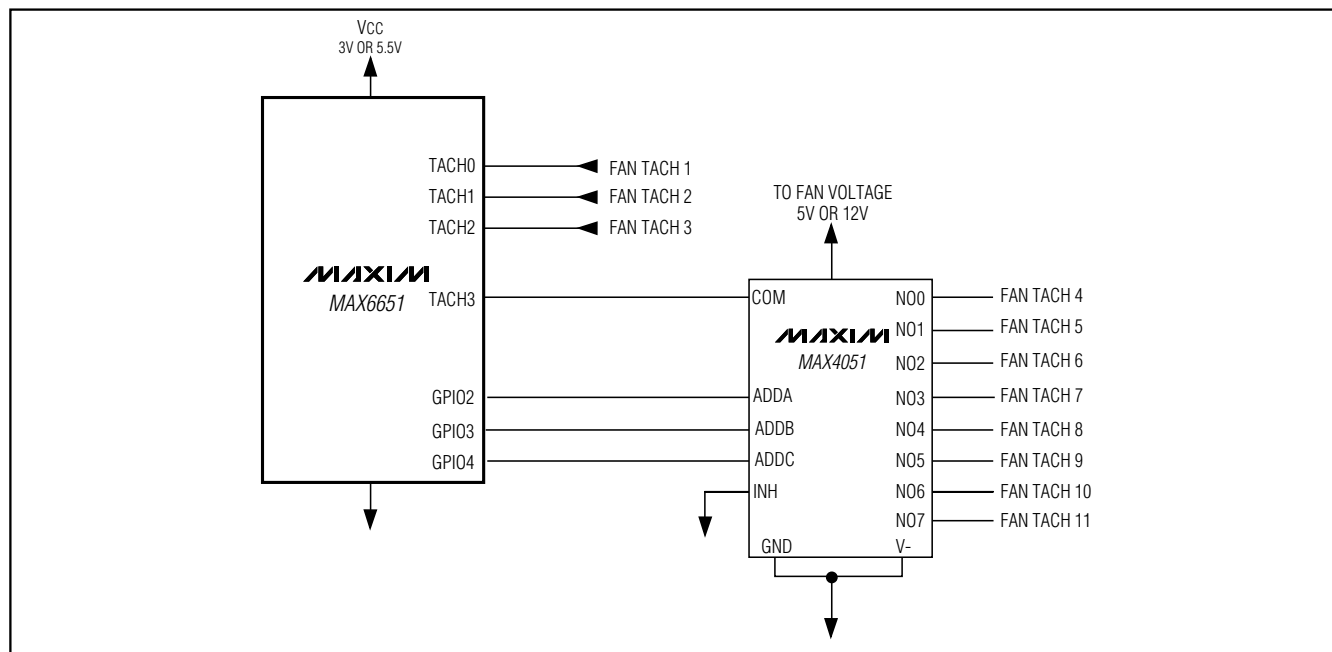 VCC
3V OR 5.5V
TACH0
FAN TACH 1
TACH1
FAN TACH 2
TACH2
FAN TACH 3
MAXIM
MAX6651
TACH3
GPIO2
GPIO3
GPIO4
TO FAN VOLTAGE
5V OR 12V
COM
NO0
FAN TACH 4
MAXIM
MAX4051
NO1
FAN TACH 5
NO2
FAN TACH 6
ADDA
NO3
FAN TACH 7
ADDB
NO4
FAN TACH 8
ADDC
NO5
FAN TACH 9
INH
NO6
FAN TACH 10
NO7
FAN TACH 11
GND
V-